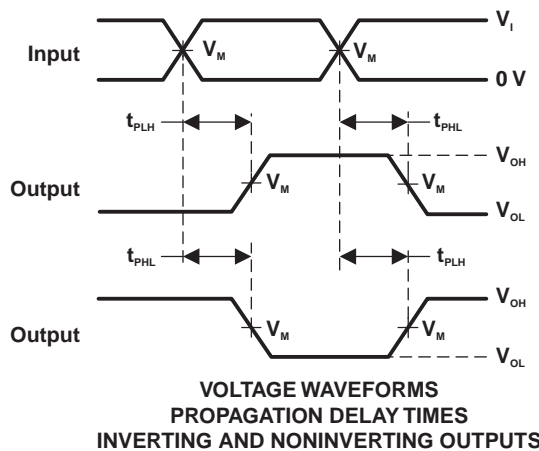 Input
V_I
V_M
V_M
0 V
t_PLH
t_PHL
Output
V_OH
V_M
V_M
V_OL
t_PHL
t_PLH
Output
V_OH
V_M
V_M
V_OL
VOLTAGE WAVEFORMS
PROPAGATION DELAY TIMES
INVERTING AND NONINVERTING OUTPUTS